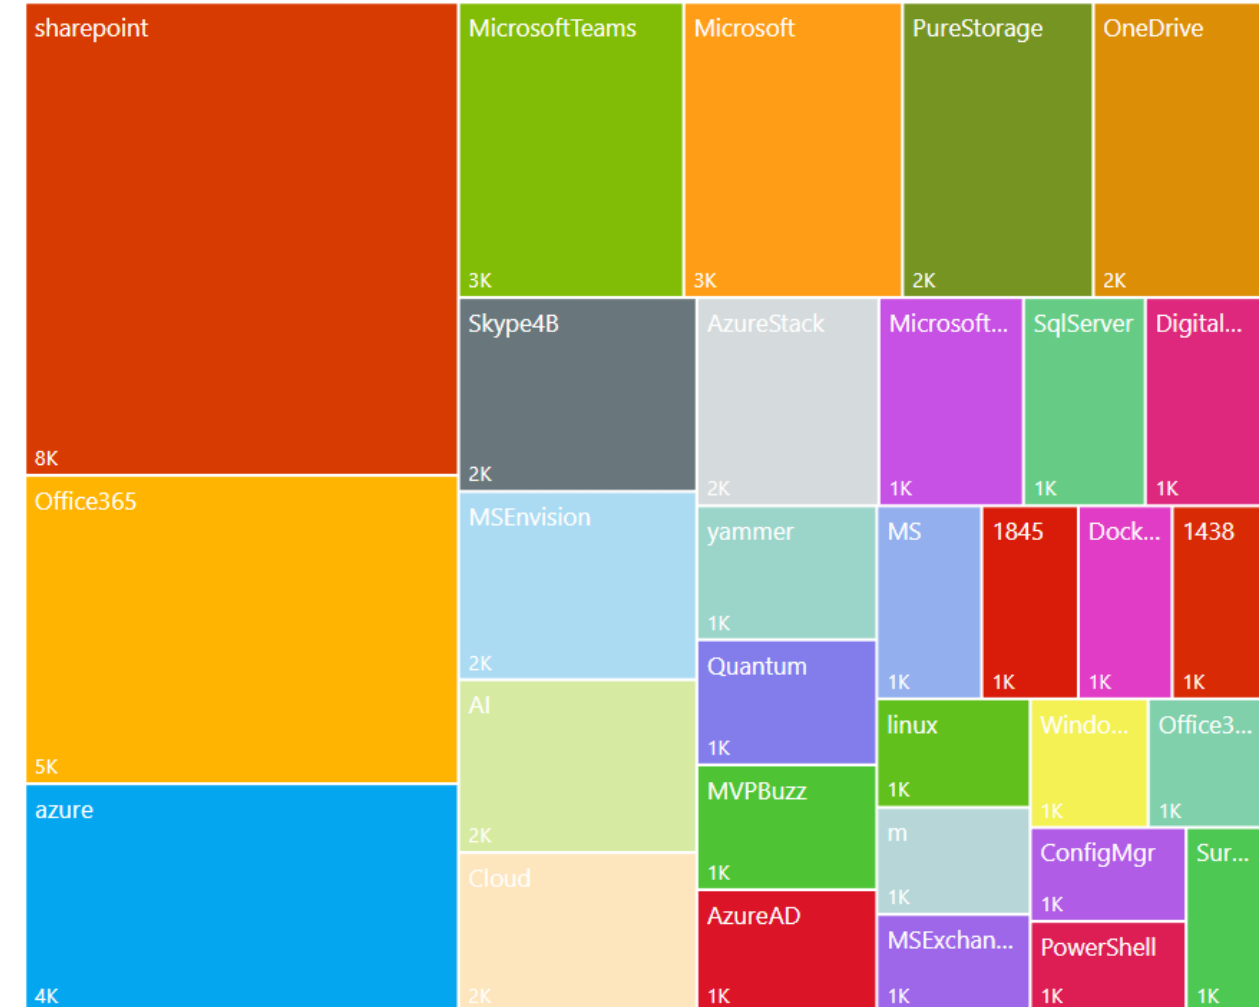 sharepoint
8K
Office365
5K
azure
4K
MicrosoftTeams
3K
Microsoft
3K
PureStorage
2K
OneDrive
2K
Skype4B
2K
MSEnvision
2K
AI
2K
Cloud
2K
AzureStack
2K
Microsoft...
1K
SqlServer
1K
Digital...
1K
yammer
1K
Quantum
1K
MVPBuzz
1K
AzureAD
1K
MS
1K
1845
1K
Dock...
1K
1438
1K
linux
1K
m
1K
MSExchan...
1K
Windo...
1K
Office3...
1K
ConfigMgr
1K
PowerShell
1K
Sur...
1K